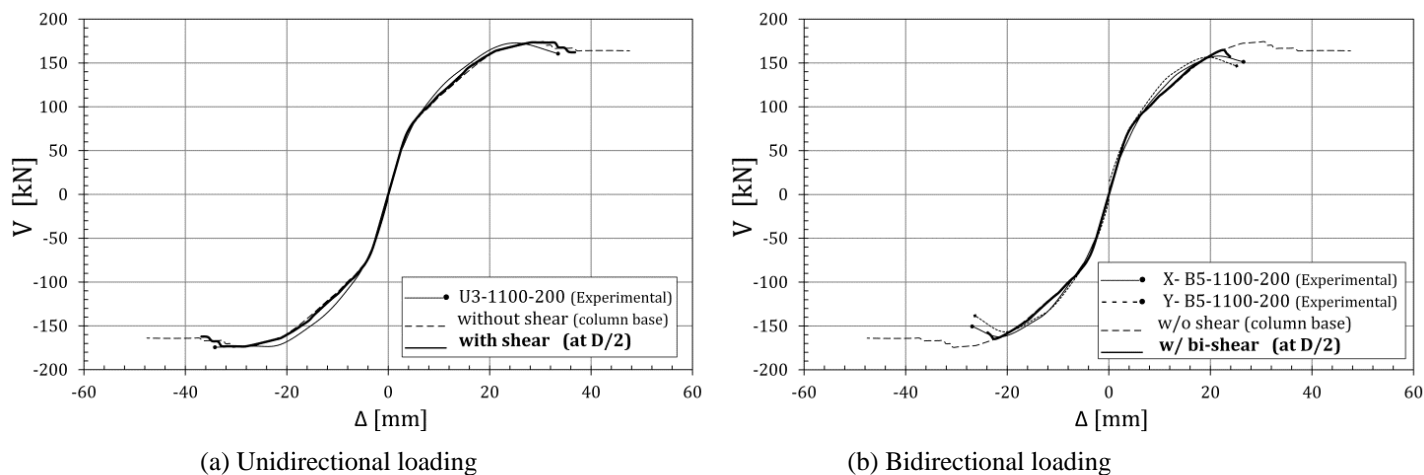 200
150
100
50
0
-50
-100
-150
-200
V [kN]
-60 -40 -20 0 20 40 60
Δ [mm]
U3-1100-200 (Experimental)
without shear (column base)
with shear (at D/2)
(a) Unidirectional loading
200
150
100
50
0
-50
-100
-150
-200
V [kN]
-60 -40 -20 0 20 40 60
Δ [mm]
X- B5-1100-200 (Experimental)
Y- B5-1100-200 (Experimental)
w/o shear (column base)
w/ bi-shear (at D/2)
(b) Bidirectional loading